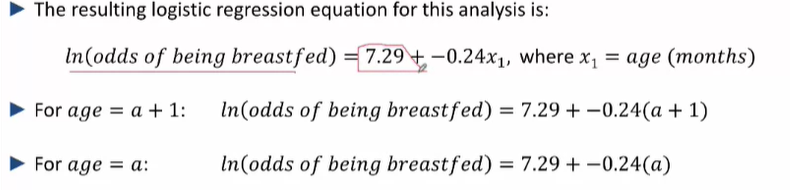 ► The resulting logistic regression equation for this analysis is:
ln(odds of being breastfed) = 7.29 + −0.24x₁, where x₁ = age (months)
► For age = a + 1: ln(odds of being breastfed) = 7.29 + −0.24(a + 1)
► For age = a: ln(odds of being breastfed) = 7.29 + −0.24(a)